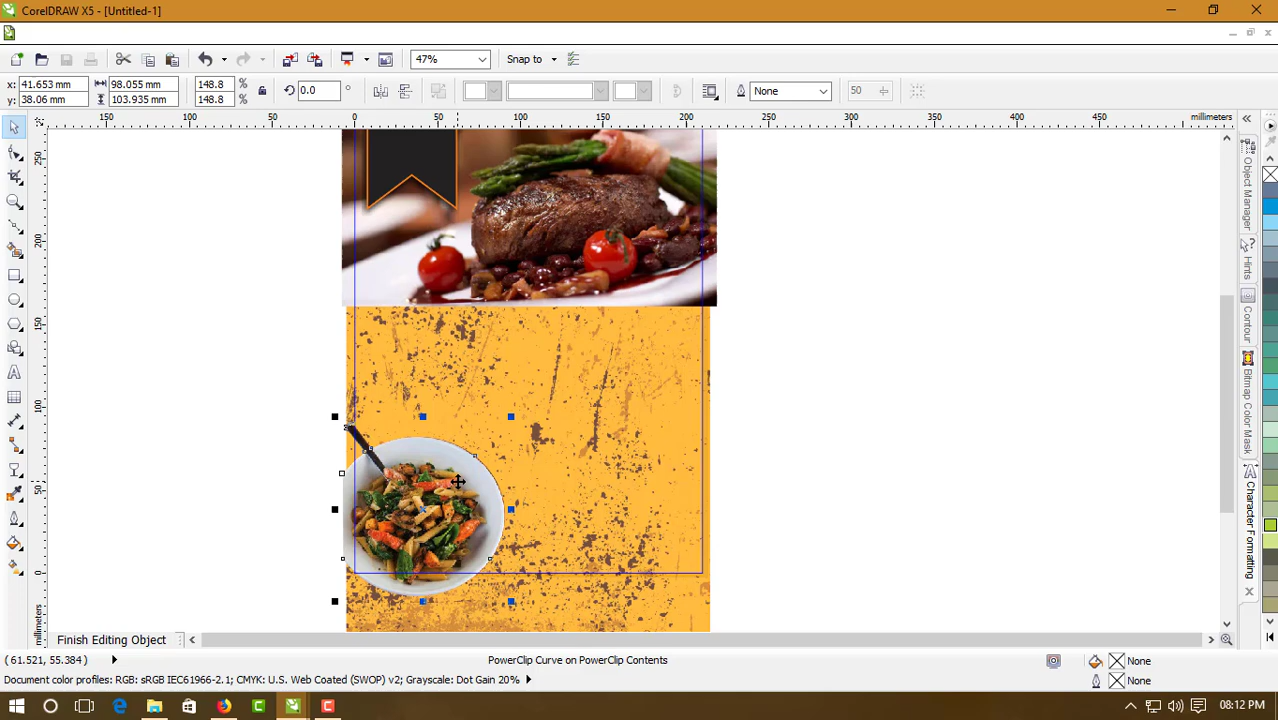 CorelDRAW X5 - [Untitled-1]
47%
Snap to
x: 41.653 mm
y: 38.06 mm
98.055 mm
103.935 mm
148.8 %
148.8 %
0.0 °
None
50
150 100 50 0 50 100 150 200 250 300 350 400 450 millimeters
250
200
150
100
50
0
millimeters
Object Manager
Hints
Contour
Bitmap Color Mask
Character Formatting
Finish Editing Object
(61.521, 55.384)
PowerClip Curve on PowerClip Contents
None
Document color profiles: RGB: sRGB IEC61966-2.1; CMYK: U.S. Web Coated (SWOP) v2; Grayscale: Dot Gain 20%
None
08:12 PM